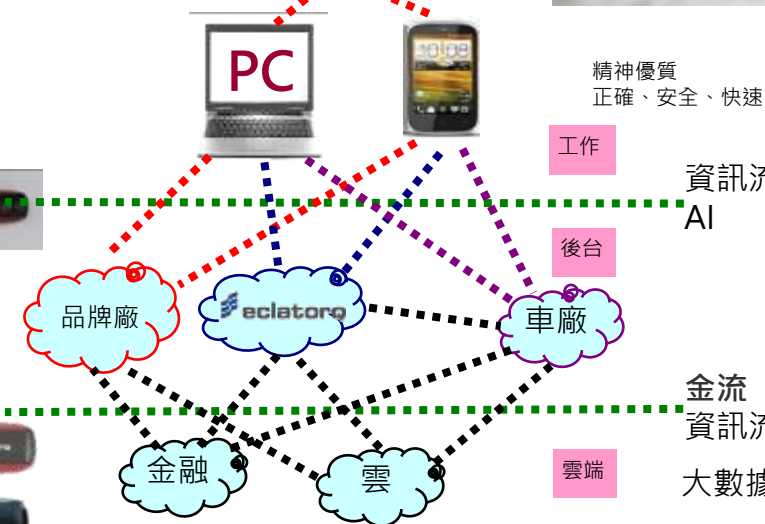 PC
10:08
精神優質
正確、安全、快速
工作
資訊流
AI
後台
品牌廠
eclatorq
車廠
金流
資訊流
金融
雲
雲端
大數據